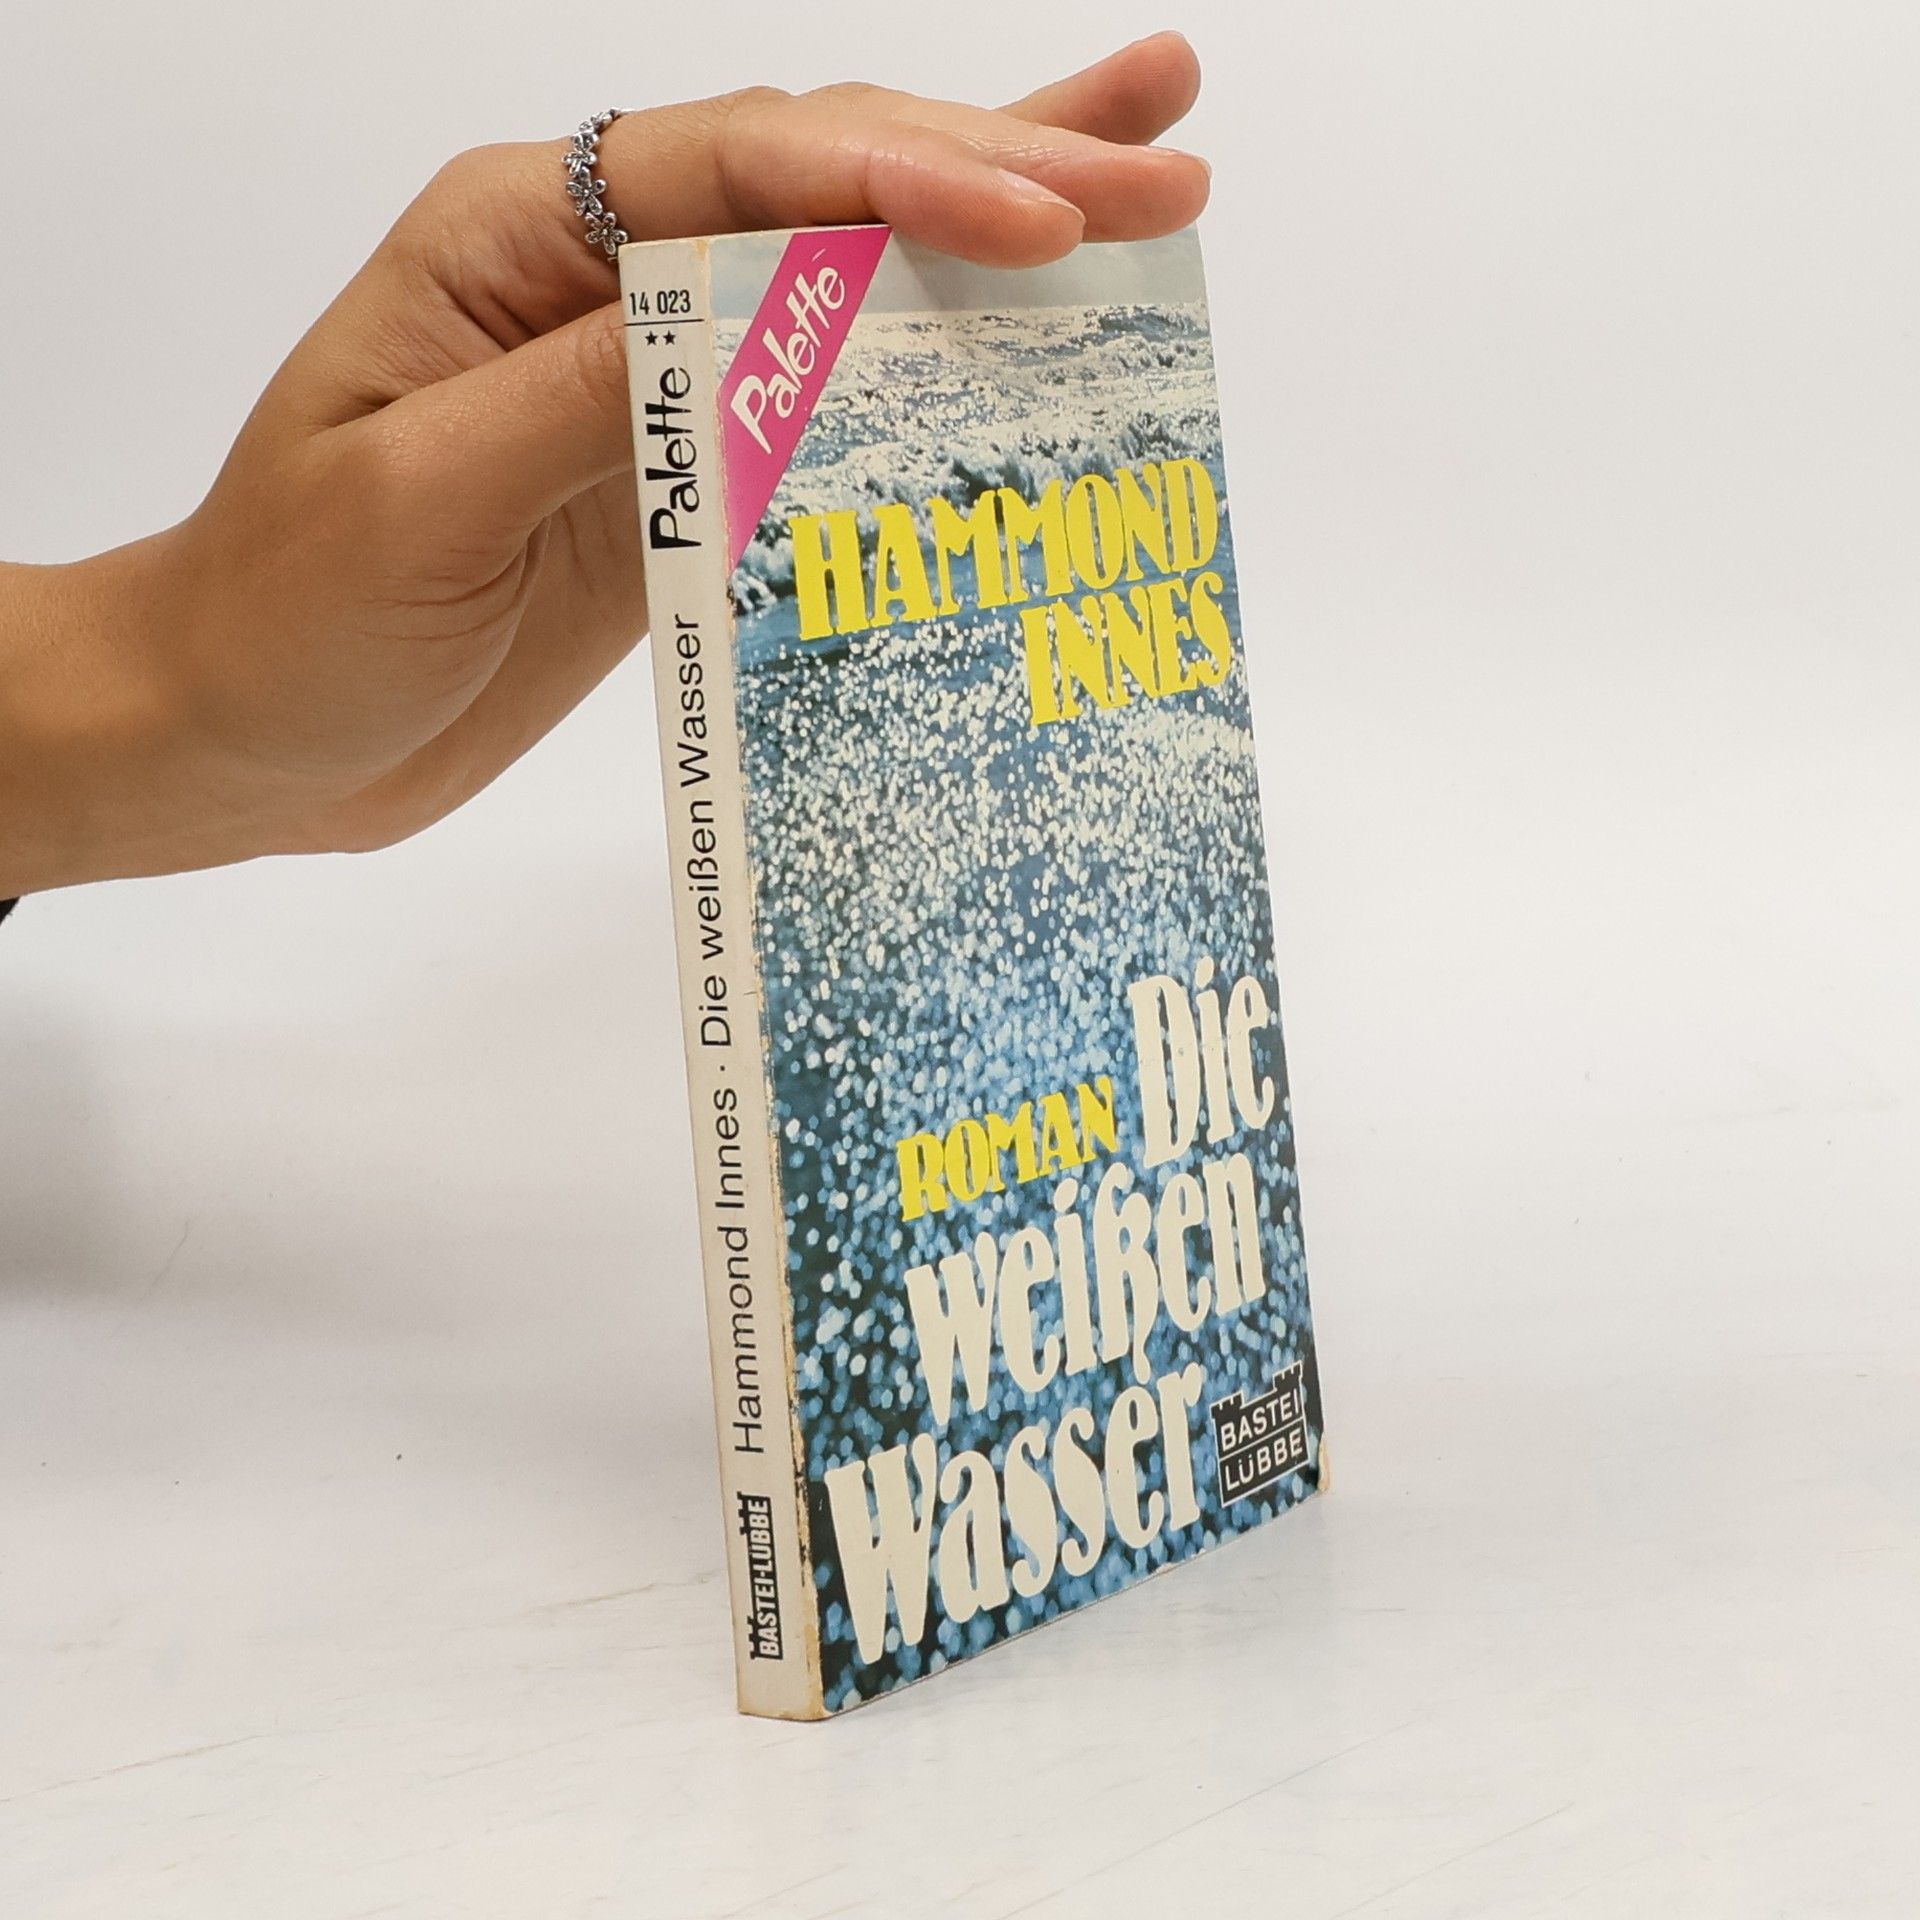 14 023
★★
Palette
Hammond Innes · Die weißen Wasser
BASTEI-LÜBBE
Palette
HAMMOND
INNES
ROMAN
Die
weißen
Wasser
BASTEI
LÜBBE